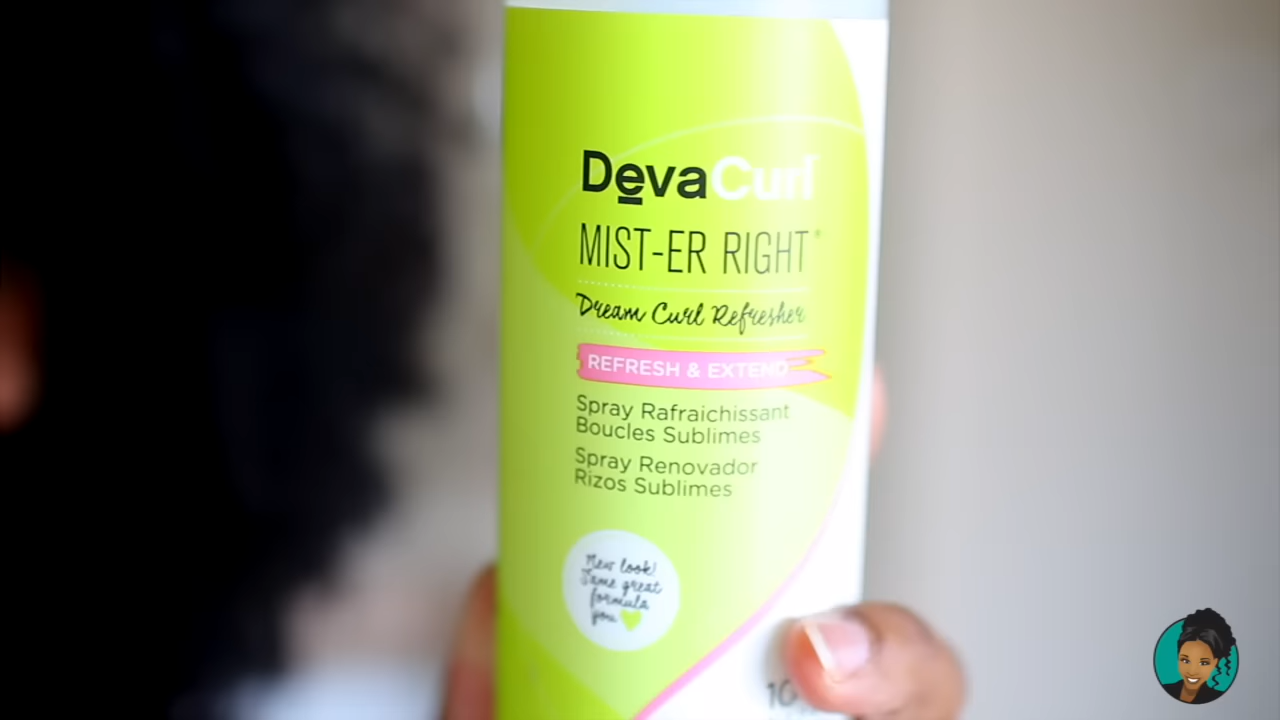 DevaCurl
MIST-ER RIGHT®
Dream Curl Refresher
REFRESH & EXTEND
Spray Rafraichissant
Boucles Sublimes
Spray Renovador
Rizos Sublimes
New look!
Same great
formula
you